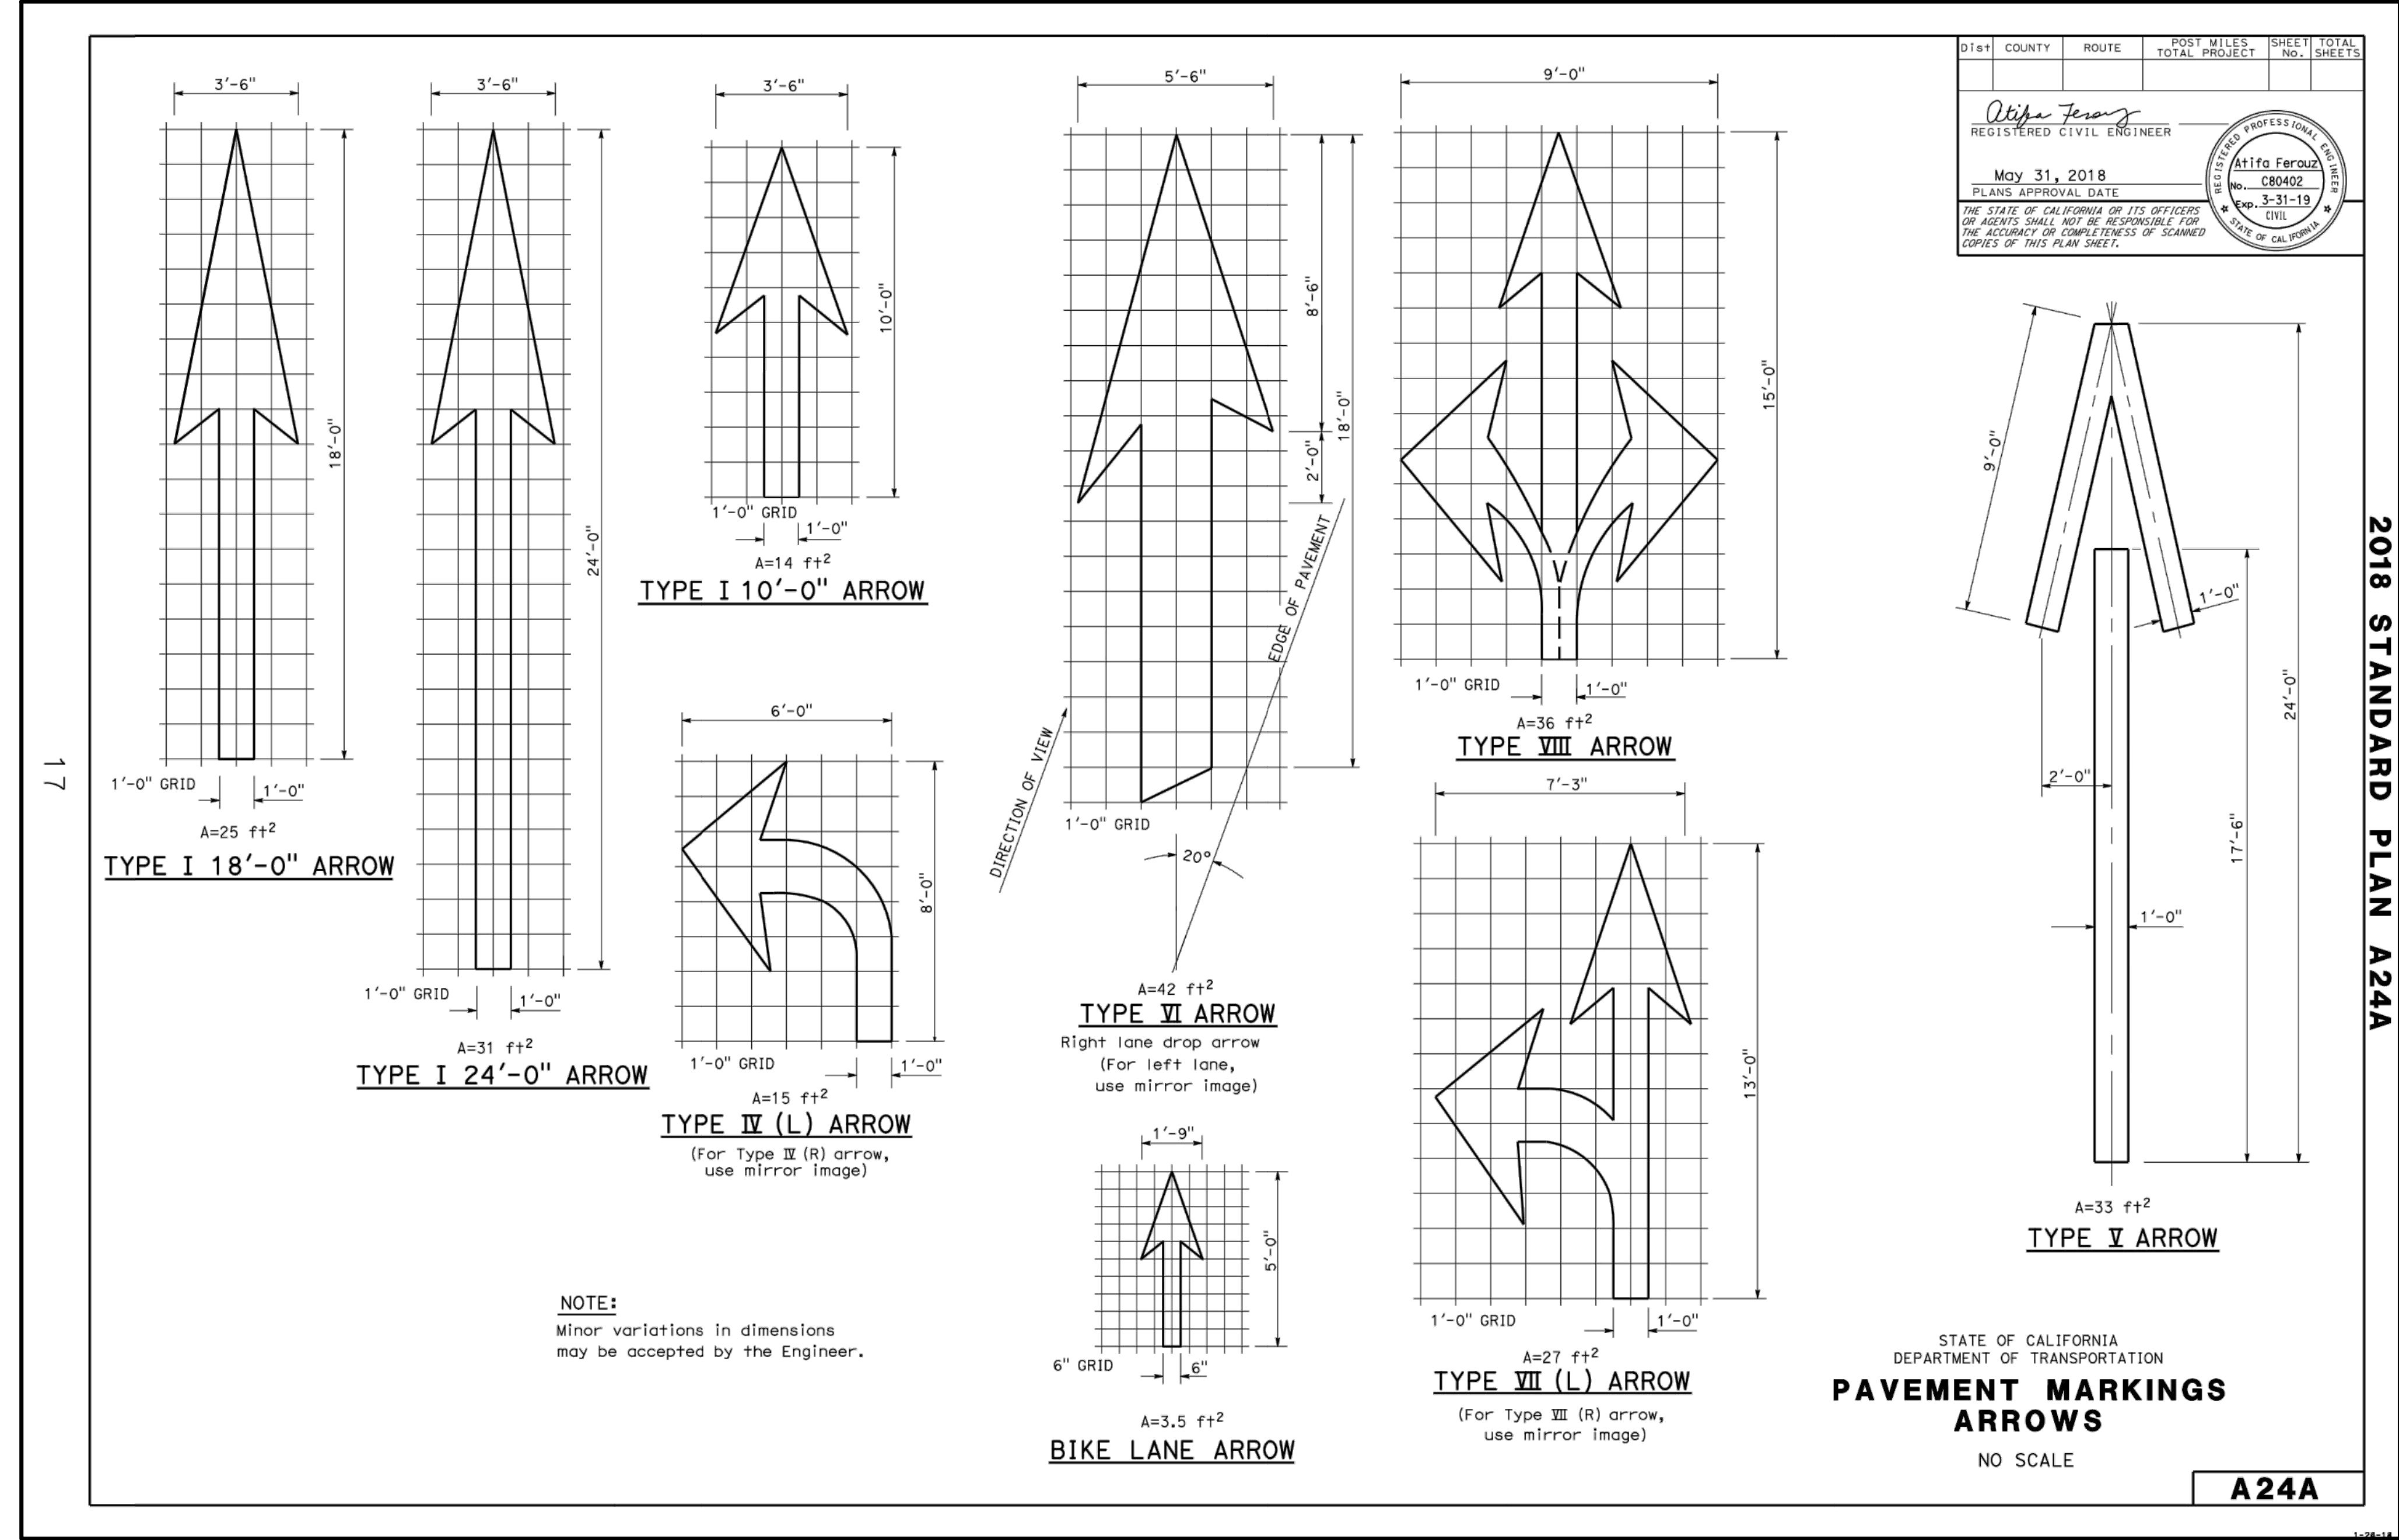 Dist COUNTY ROUTE POST MILES TOTAL PROJECT SHEET No. TOTAL SHEETS
Atifa Ferouz
REGISTERED CIVIL ENGINEER
May 31, 2018
PLANS APPROVAL DATE
THE STATE OF CALIFORNIA OR ITS OFFICERS
OR AGENTS SHALL NOT BE RESPONSIBLE FOR
THE ACCURACY OR COMPLETENESS OF SCANNED
COPIES OF THIS PLAN SHEET.
REGISTERED PROFESSIONAL ENGINEER
Atifa Ferouz
No. C80402
Exp. 3-31-19
CIVIL
STATE OF CALIFORNIA
3'-6"
18'-0"
1'-0" GRID
1'-0"
A=25 ft²
TYPE I 18'-0" ARROW
3'-6"
24'-0"
1'-0" GRID
1'-0"
A=31 ft²
TYPE I 24'-0" ARROW
3'-6"
10'-0"
1'-0" GRID
1'-0"
A=14 ft²
TYPE I 10'-0" ARROW
6'-0"
8'-0"
1'-0" GRID
1'-0"
A=15 ft²
TYPE IV (L) ARROW
(For Type IV (R) arrow,
use mirror image)
5'-6"
8'-6"
2'-0"
18'-0"
EDGE OF PAVEMENT
DIRECTION OF VIEW
1'-0" GRID
20°
A=42 ft²
TYPE VI ARROW
Right lane drop arrow
(For left lane,
use mirror image)
1'-9"
5'-0"
6" GRID
6"
A=3.5 ft²
BIKE LANE ARROW
9'-0"
15'-0"
1'-0" GRID
1'-0"
A=36 ft²
TYPE VIII ARROW
7'-3"
13'-0"
1'-0" GRID
1'-0"
A=27 ft²
TYPE VII (L) ARROW
(For Type VII (R) arrow,
use mirror image)
9'-0"
1'-0"
2'-0"
24'-0"
17'-6"
1'-0"
A=33 ft²
TYPE V ARROW
NOTE:
Minor variations in dimensions
may be accepted by the Engineer.
STATE OF CALIFORNIA
DEPARTMENT OF TRANSPORTATION
PAVEMENT MARKINGS
ARROWS
NO SCALE
A24A
2018 STANDARD PLAN A24A
17